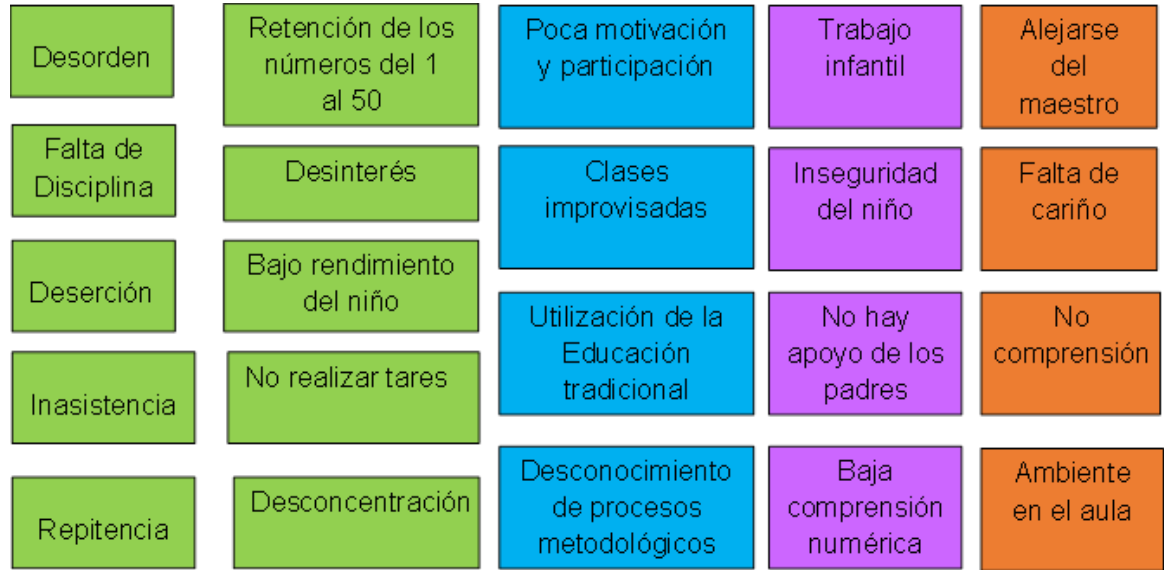 Desorden
Retención de los
números del 1
al 50
Poca motivación
y participación
Trabajo
infantil
Alejarse
del
maestro
Falta de
Disciplina
Desinterés
Clases
improvisadas
Inseguridad
del niño
Falta de
cariño
Deserción
Bajo rendimiento
del niño
Utilización de la
Educación
tradicional
No hay
apoyo de los
padres
No
comprensión
Inasistencia
No realizar tares
Repitencia
Desconcentración
Desconocimiento
de procesos
metodológicos
Baja
comprensión
numérica
Ambiente
en el aula